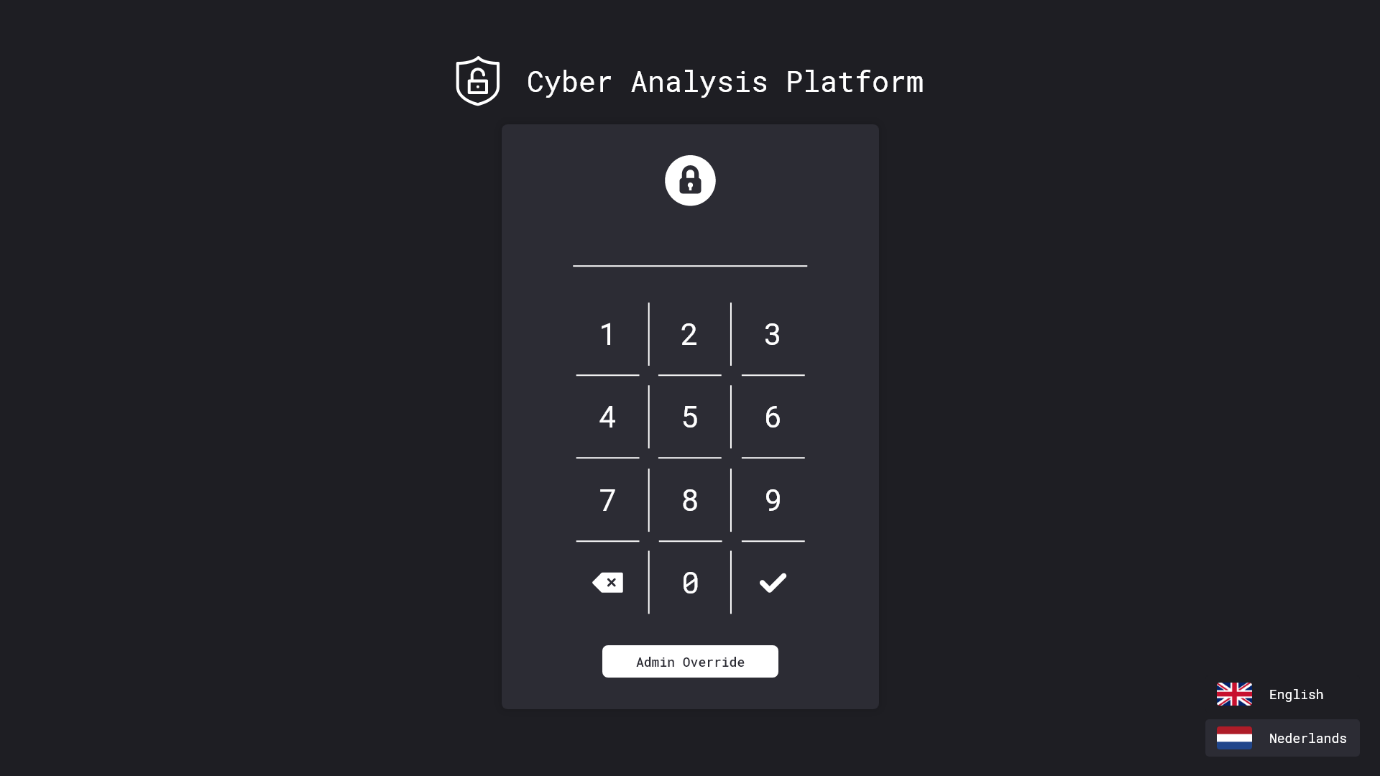 Cyber Analysis Platform
1 2 3
4 5 6
7 8 9
0
Admin Override
English
Nederlands